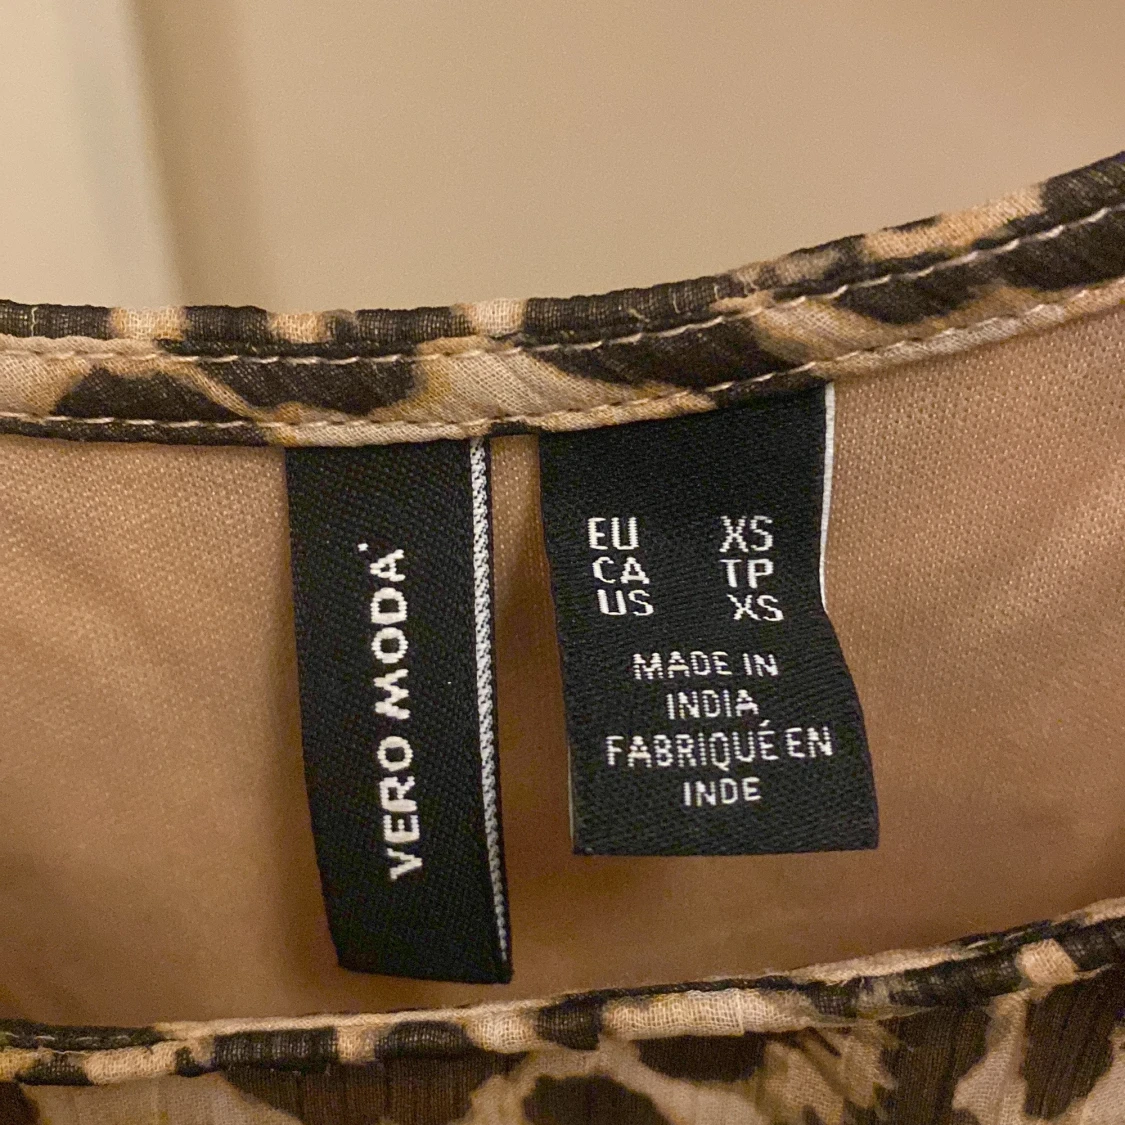 VERO MODA
EU XS
CA TP
US XS
MADE IN
INDIA
FABRIQUÉ EN
INDE